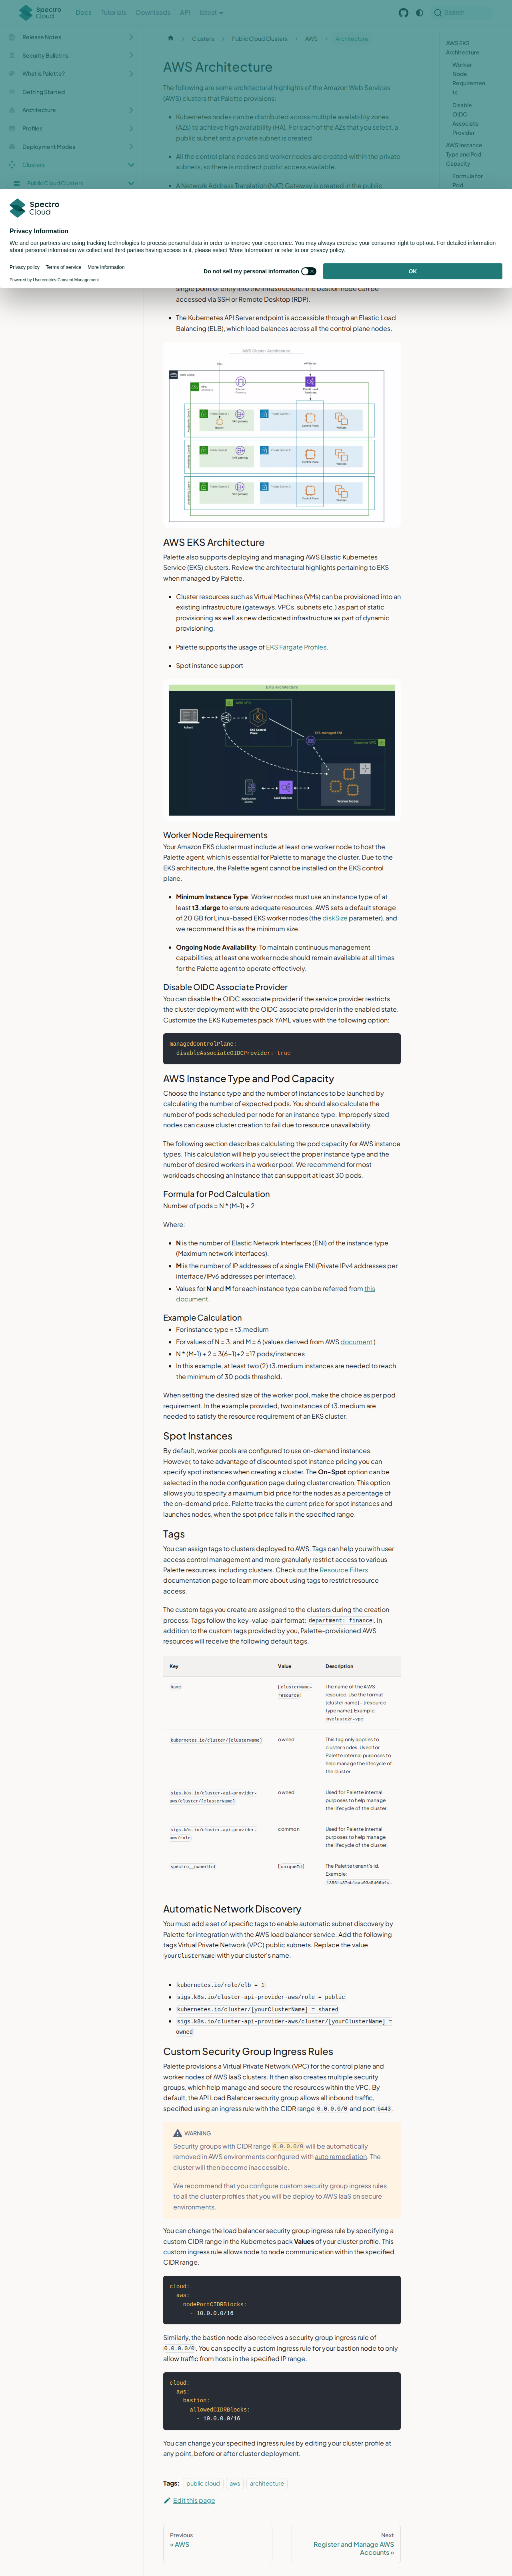 Spectro Cloud
Docs
Tutorials
Downloads
API
latest
Search
Release Notes
Security Bulletins
What is Palette?
Getting Started
Architecture
Profiles
Deployment Modes
Clusters
Public Cloud Clusters
Clusters
Public Cloud Clusters
AWS
Architecture
AWS Architecture
The following are some architectural highlights of the Amazon Web Services
(AWS) clusters that Palette provisions:
Kubernetes nodes can be distributed across multiple availability zones
(AZs) to achieve high availability (HA). For each of the AZs that you select, a
public subnet and a private subnet is created.
All the control plane nodes and worker nodes are created within the private
subnets, so there is no direct public access available.
A Network Address Translation (NAT) Gateway is created in the public
AWS EKS
Architecture
Worker
Node
Requiremen
ts
Disable
OIDC
Associate
Provider
AWS Instance
Type and Pod
Capacity
Formula for
Pod
Spectro Cloud
Privacy Information
We and our partners are using tracking technologies to process personal data in order to improve your experience. You may always exercise your consumer right to opt-out. For detailed information
about personal information we collect and third parties having access to it, please select 'More Information' or refer to our privacy policy.
Privacy policy
Terms of service
More Information
Powered by Usercentrics Consent Management
Do not sell my personal information
OK
single point of entry into the infrastructure. The bastion node can be
accessed via SSH or Remote Desktop (RDP).
The Kubernetes API Server endpoint is accessible through an Elastic Load
Balancing (ELB), which load balances across all the control plane nodes.
AWS Cluster Architecture
AWS EKS Architecture
Palette also supports deploying and managing AWS Elastic Kubernetes
Service (EKS) clusters. Review the architectural highlights pertaining to EKS
when managed by Palette.
Cluster resources such as Virtual Machines (VMs) can be provisioned into an
existing infrastructure (gateways, VPCs, subnets etc.) as part of static
provisioning as well as new dedicated infrastructure as part of dynamic
provisioning.
Palette supports the usage of EKS Fargate Profiles.
Spot instance support
EKS Architecture
AWS VPC
EKS Control
Plane
kubectl
EKS managed ENI
Customer VPC
Application
Clients
Load Balancer
Worker Nodes
Worker Node Requirements
Your Amazon EKS cluster must include at least one worker node to host the
Palette agent, which is essential for Palette to manage the cluster. Due to the
EKS architecture, the Palette agent cannot be installed on the EKS control
plane.
Minimum Instance Type: Worker nodes must use an instance type of at
least t3.xlarge to ensure adequate resources. AWS sets a default storage
of 20 GB for Linux-based EKS worker nodes (the diskSize parameter), and
we recommend this as the minimum size.
Ongoing Node Availability: To maintain continuous management
capabilities, at least one worker node should remain available at all times
for the Palette agent to operate effectively.
Disable OIDC Associate Provider
You can disable the OIDC associate provider if the service provider restricts
the cluster deployment with the OIDC associate provider in the enabled state.
Customize the EKS Kubernetes pack YAML values with the following option:
managedControlPlane:
disableAssociateOIDCProvider: true
AWS Instance Type and Pod Capacity
Choose the instance type and the number of instances to be launched by
calculating the number of expected pods. You should also calculate the
number of pods scheduled per node for an instance type. Improperly sized
nodes can cause cluster creation to fail due to resource unavailability.
The following section describes calculating the pod capacity for AWS instance
types. This calculation will help you select the proper instance type and the
number of desired workers in a worker pool. We recommend for most
workloads choosing an instance that can support at least 30 pods.
Formula for Pod Calculation
Number of pods = N * (M-1) + 2
Where:
N is the number of Elastic Network Interfaces (ENI) of the instance type
(Maximum network interfaces).
M is the number of IP addresses of a single ENI (Private IPv4 addresses per
interface/IPv6 addresses per interface).
Values for N and M for each instance type can be referred from this
document.
Example Calculation
For instance type = t3.medium
For values of N = 3, and M = 6 (values derived from AWS document )
N * (M-1) + 2 = 3(6-1)+2 =17 pods/instances
In this example, at least two (2) t3.medium instances are needed to reach
the minimum of 30 pods threshold.
When setting the desired size of the worker pool, make the choice as per pod
requirement. In the example provided, two instances of t3.medium are
needed to satisfy the resource requirement of an EKS cluster.
Spot Instances
By default, worker pools are configured to use on-demand instances.
However, to take advantage of discounted spot instance pricing you can
specify spot instances when creating a cluster. The On-Spot option can be
selected in the node configuration page during cluster creation. This option
allows you to specify a maximum bid price for the nodes as a percentage of
the on-demand price. Palette tracks the current price for spot instances and
launches nodes, when the spot price falls in the specified range.
Tags
You can assign tags to clusters deployed to AWS. Tags can help you with user
access control management and more granularly restrict access to various
Palette resources, including clusters. Check out the Resource Filters
documentation page to learn more about using tags to restrict resource
access.
The custom tags you create are assigned to the clusters during the creation
process. Tags follow the key-value-pair format: department: finance. In
addition to the custom tags provided by you, Palette-provisioned AWS
resources will receive the following default tags.
Key
Value
Description
Name
[clusterName-
resource]
The name of the AWS
resource. Use the format
[cluster name] - [resource
type name]. Example:
mycluster-vpc
kubernetes.io/cluster/[clusterName]
owned
This tag only applies to
cluster nodes. Used for
Palette internal purposes to
help manage the lifecycle of
the cluster.
sigs.k8s.io/cluster-api-provider-
aws/cluster/[clusterName]
owned
Used for Palette internal
purposes to help manage
the lifecycle of the cluster.
sigs.k8s.io/cluster-api-provider-
aws/role
common
Used for Palette internal
purposes to help manage
the lifecycle of the cluster.
spectro__ownerUid
[uniqueId]
The Palette tenant's id.
Example:
Automatic Network Discovery
You must add a set of specific tags to enable automatic subnet discovery by
Palette for integration with the AWS load balancer service. Add the following
tags Virtual Private Network (VPC) public subnets. Replace the value
yourClusterName with your cluster's name.
kubernetes.io/role/elb = 1
sigs.k8s.io/cluster-api-provider-aws/role = public
kubernetes.io/cluster/[yourClusterName] = shared
sigs.k8s.io/cluster-api-provider-aws/cluster/[yourClusterName] =
owned
Custom Security Group Ingress Rules
Palette provisions a Virtual Private Network (VPC) for the control plane and
worker nodes of AWS IaaS clusters. It then also creates multiple security
groups, which help manage and secure the resources within the VPC. By
default, the API Load Balancer security group allows all inbound traffic,
specified using an ingress rule with the CIDR range 0.0.0.0/0 and port 6443.
WARNING
Security groups with CIDR range 0.0.0.0/0 will be automatically
removed in AWS environments configured with auto remediation. The
cluster will then become inaccessible.
We recommend that you configure custom security group ingress rules
to all the cluster profiles that you will be deploy to AWS IaaS on secure
environments.
You can change the load balancer security group ingress rule by specifying a
custom CIDR range in the Kubernetes pack Values of your cluster profile. This
custom ingress rule allows node to node communication within the specified
CIDR range.
cloud:
aws:
nodePortCIDRBlocks:
- 10.0.0.0/16
Similarly, the bastion node also receives a security group ingress rule of
0.0.0.0/0. You can specify a custom ingress rule for your bastion node to only
allow traffic from hosts in the specified IP range.
cloud:
aws:
bastion:
allowedCIDRBlocks:
- 10.0.0.0/16
You can change your specified ingress rules by editing your cluster profile at
any point, before or after cluster deployment.
Tags:
public cloud
aws
architecture
Edit this page
Previous
« AWS
Next
Register and Manage AWS
Accounts »